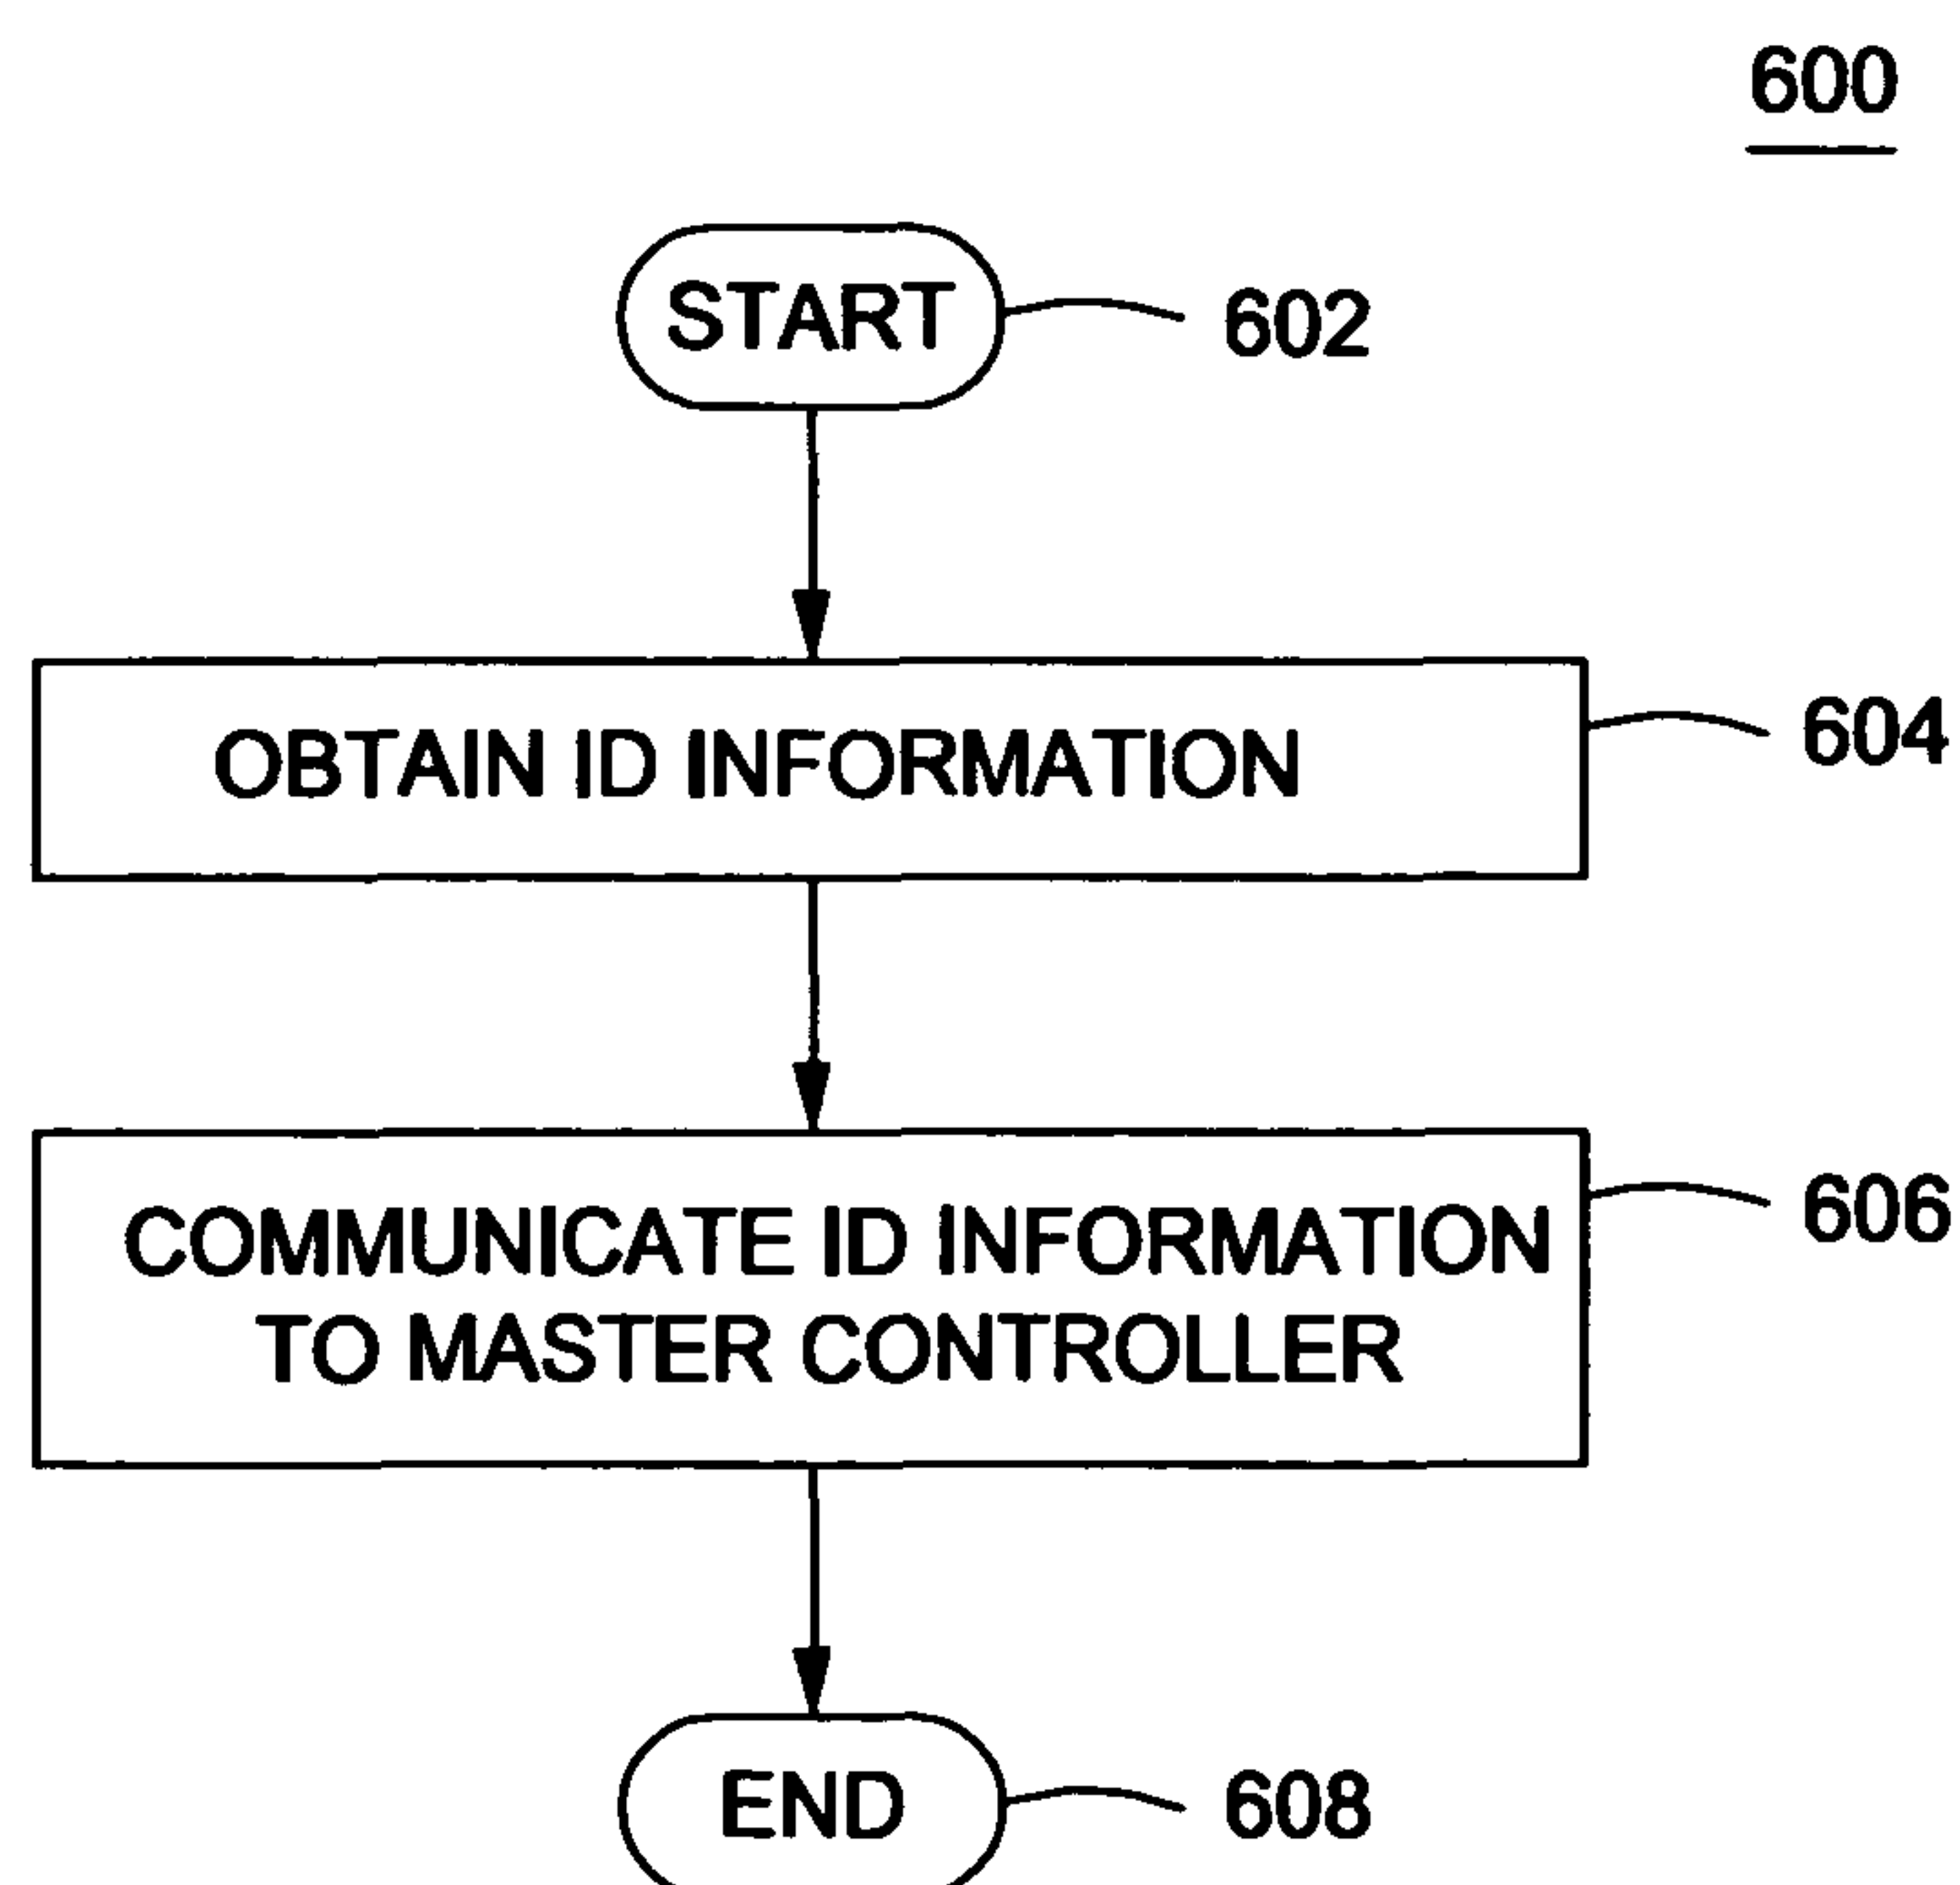 600
START
602
OBTAIN ID INFORMATION
604
COMMUNICATE ID INFORMATION
606
TO MASTER CONTROLLER
END
608